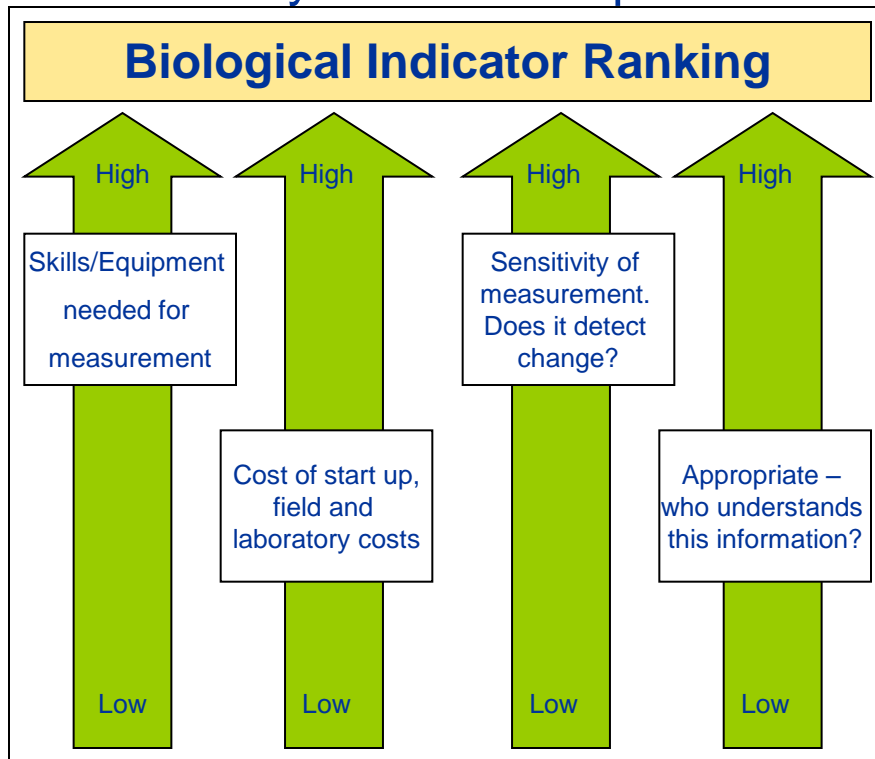 Biological Indicator Ranking
High
High
High
High
Skills/Equipment
needed for
measurement
Sensitivity of
measurement.
Does it detect
change?
Cost of start up,
field and
laboratory costs
Appropriate –
who understands
this information?
Low
Low
Low
Low